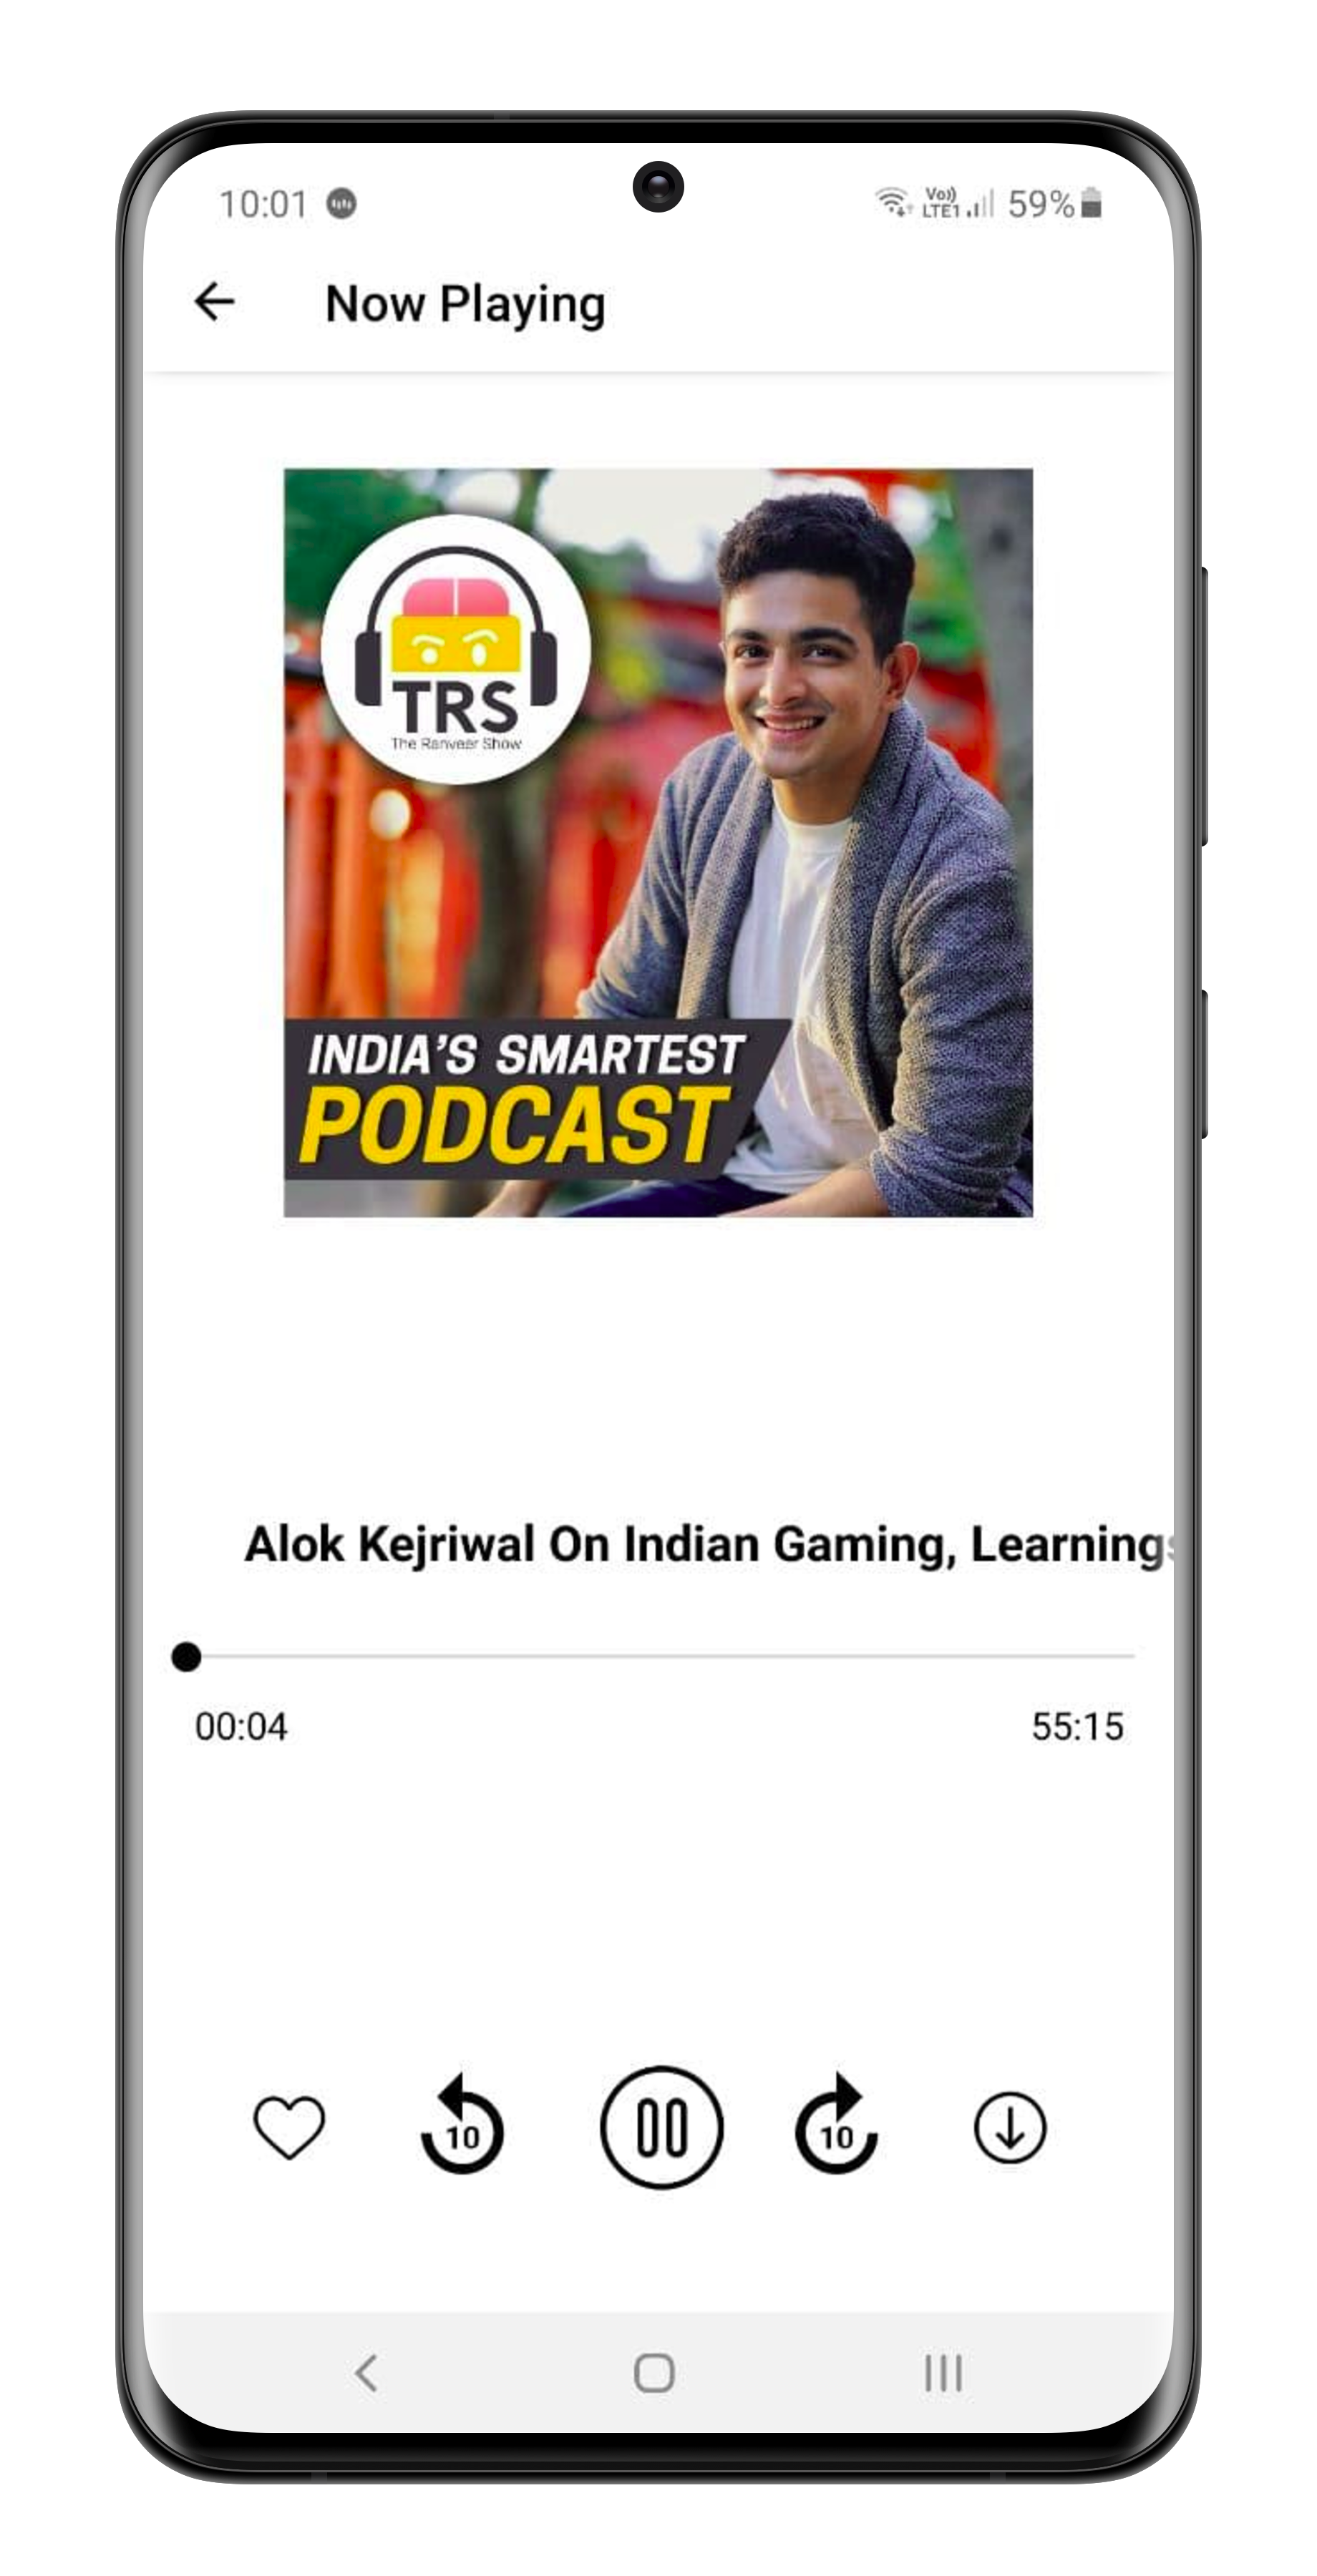 10:01 Vo)) LTE1 59%
Now Playing
TRS
The Ranveer Show
INDIA'S SMARTEST
PODCAST
Alok Kejriwal On Indian Gaming, Learnings
00:04 55:15
10 10